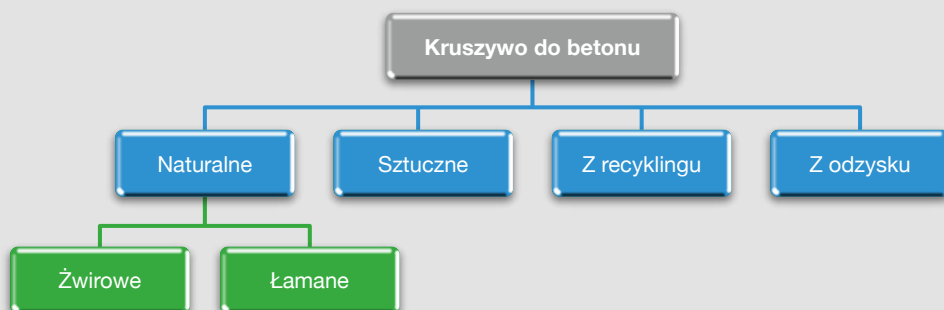 Kruszywo do betonu
Naturalne
Sztuczne
Z recyklingu
Z odzysku
Żwirowe
Łamane